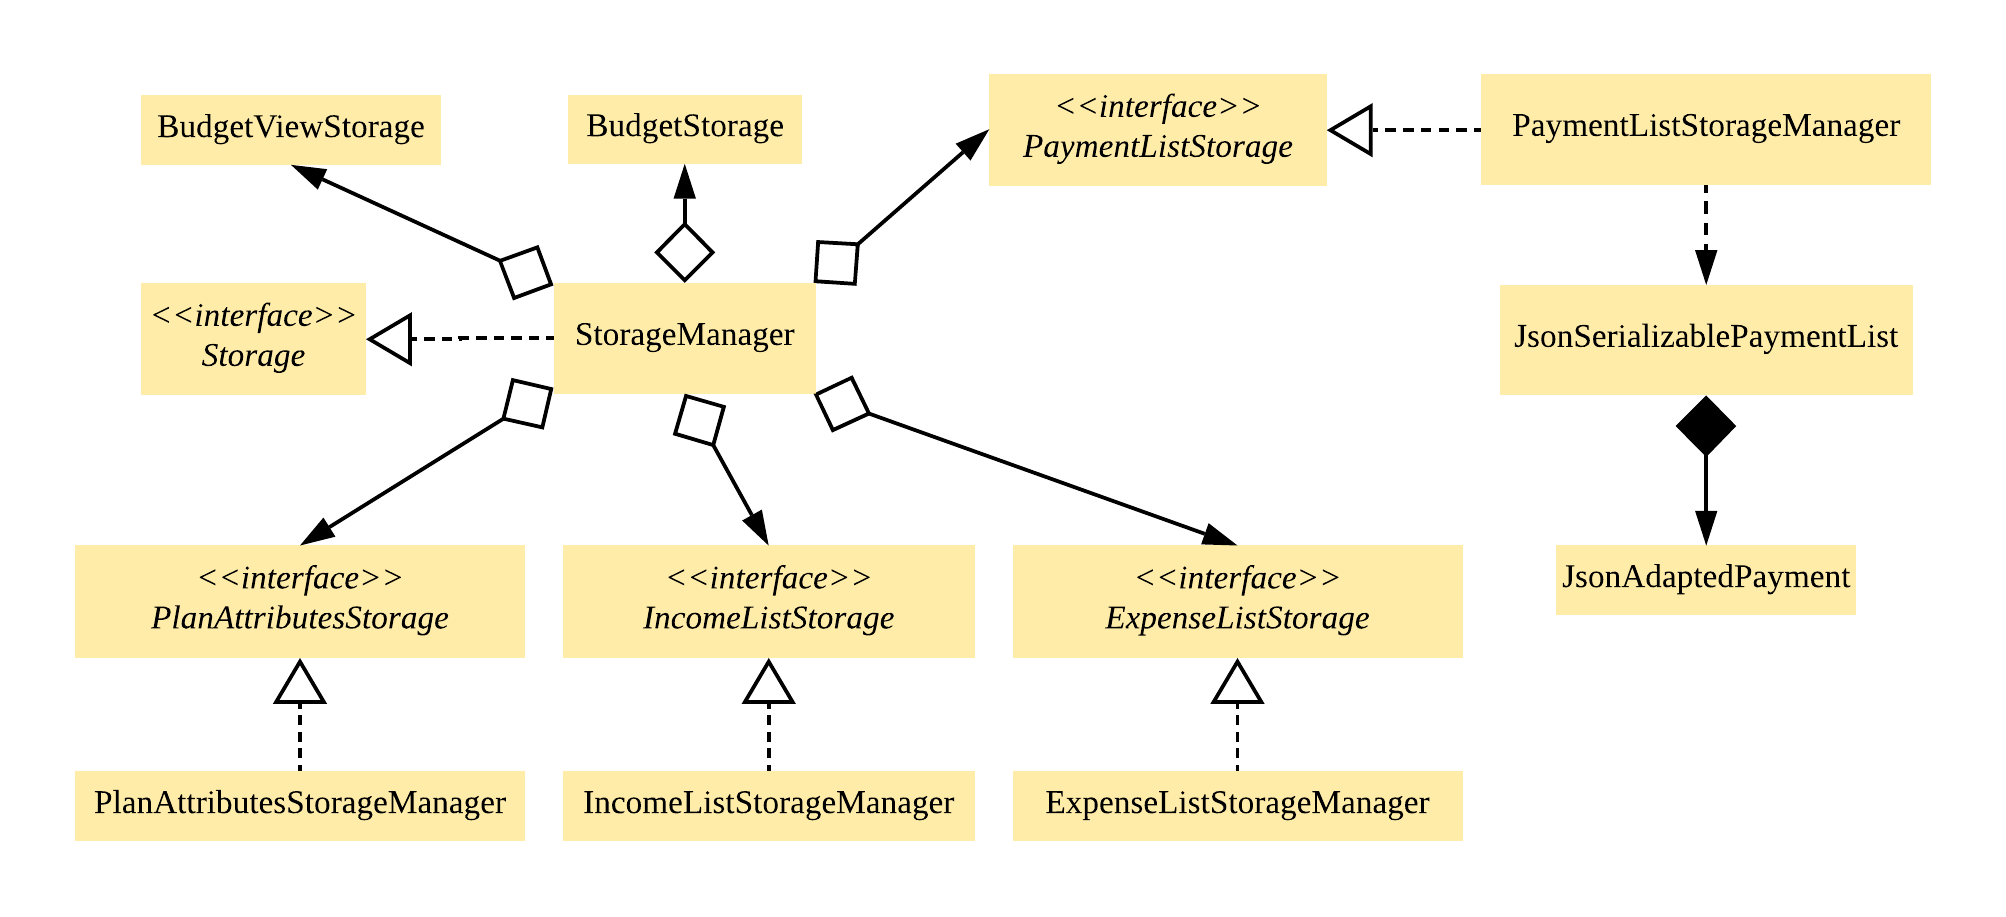 BudgetViewStorage
BudgetStorage
<<interface>>
PaymentListStorage
PaymentListStorageManager
<<interface>>
Storage
StorageManager
JsonSerializablePaymentList
<<interface>>
PlanAttributesStorage
<<interface>>
IncomeListStorage
<<interface>>
ExpenseListStorage
JsonAdaptedPayment
PlanAttributesStorageManager
IncomeListStorageManager
ExpenseListStorageManager